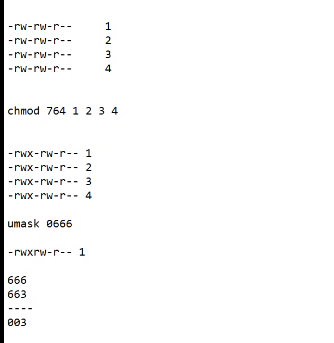 -rw-rw-r-- 1
-rw-rw-r-- 2
-rw-rw-r-- 3
-rw-rw-r-- 4
chmod 764 1 2 3 4
-rwx-rw-r-- 1
-rwx-rw-r-- 2
-rwx-rw-r-- 3
-rwx-rw-r-- 4
umask 0666
-rwxrw-r-- 1
666
663
----
003